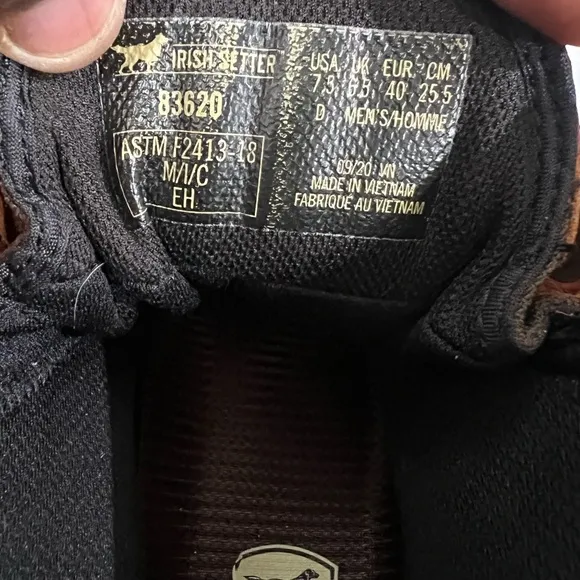 IRISH SETTER
83620
ASTM F2413-18
M/I/C
EH
USA UK EUR. CM
7.5 6.5 40 25.5
D MEN'S/HOMME
09/20 VN
MADE IN VIETNAM
FABRIQUE AU VIETNAM